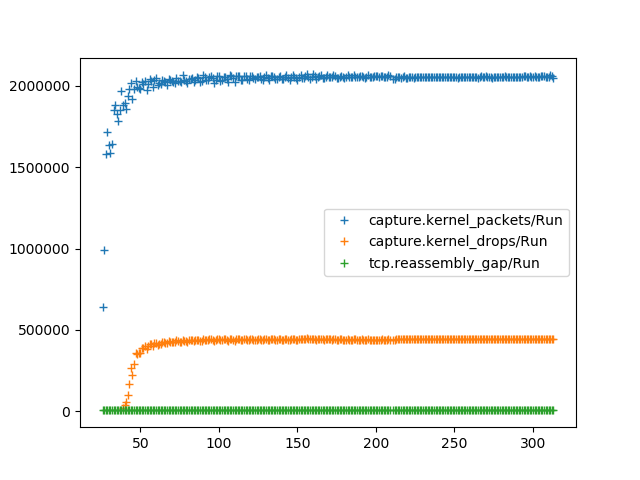 2000000
1500000
1000000
500000
0
capture.kernel_packets/Run
capture.kernel_drops/Run
tcp.reassembly_gap/Run
50 100 150 200 250 300